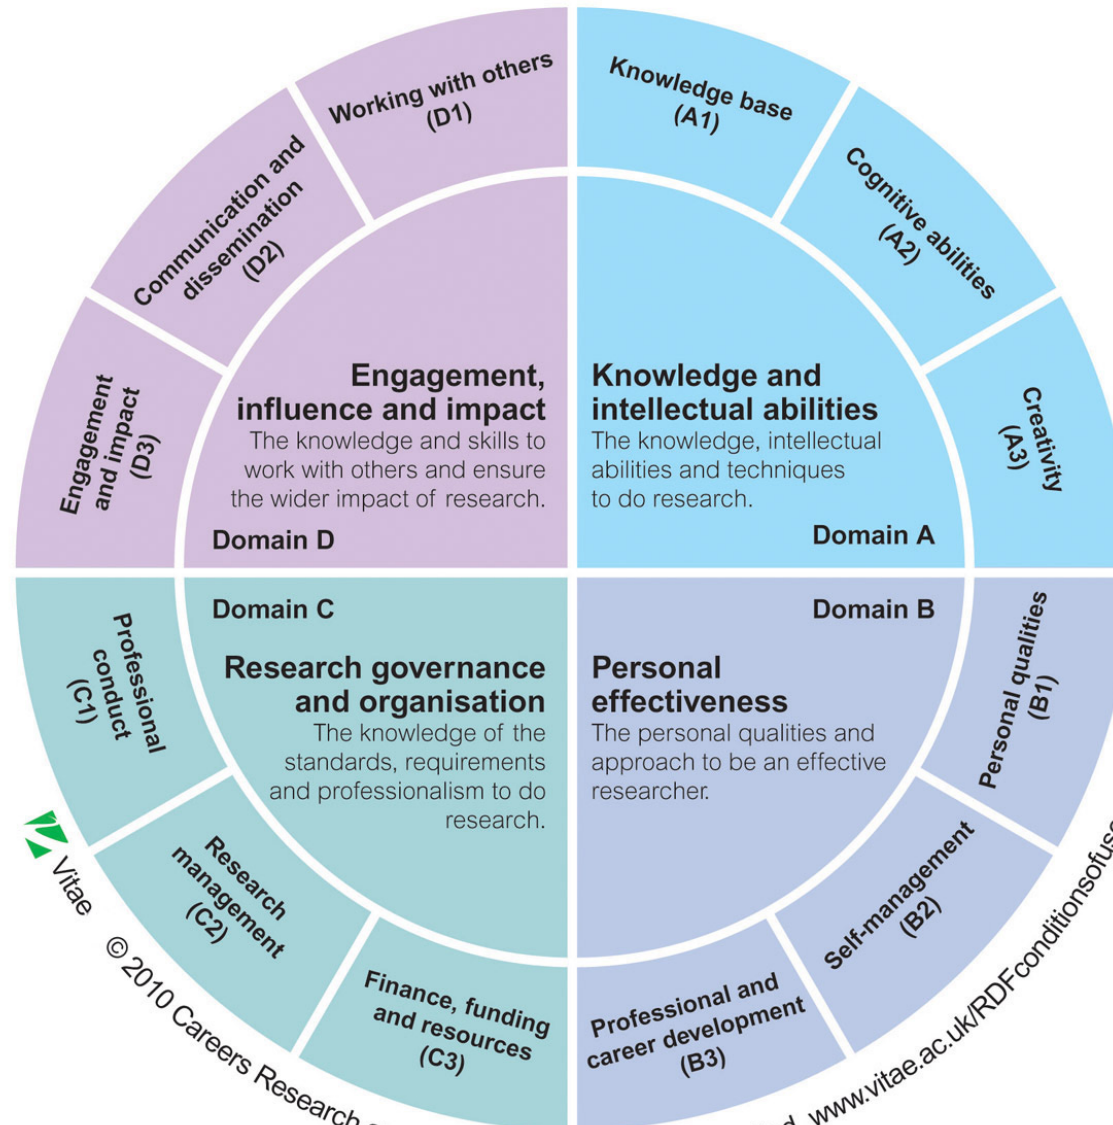 Knowledge base
(A1)
Cognitive abilities
(A2)
Creativity
(A3)
Knowledge and
intellectual abilities
The knowledge, intellectual
abilities and techniques
to do research.
Domain A
Domain B
Personal
effectiveness
The personal qualities and
approach to be an effective
researcher.
Personal qualities
(B1)
Self-management
(B2)
Professional and
career development
(B3)
Domain C
Research governance
and organisation
The knowledge of the
standards, requirements
and professionalism to do
research.
Professional
conduct
(C1)
Research
management
(C2)
Finance, funding
and resources
(C3)
Working with others
(D1)
Communication and
dissemination
(D2)
Engagement
and impact
(D3)
Engagement,
influence and impact
The knowledge and skills to
work with others and ensure
the wider impact of research.
Domain D
Vitae
© 2010 Careers Research
www.vitae.ac.uk/RDFconditionsofuse